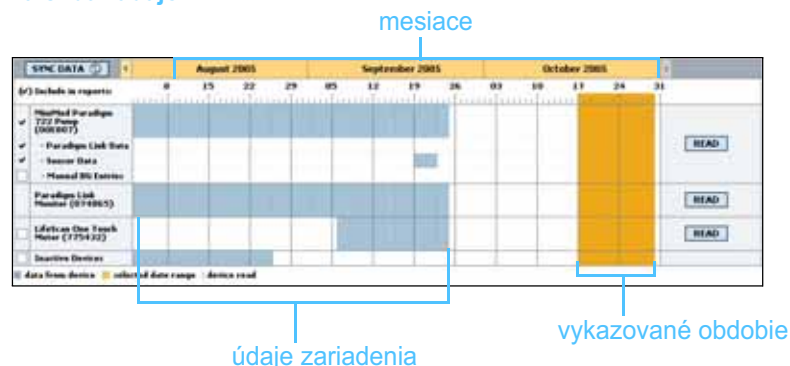 mesiace
SYNC DATA
August 2005 September 2005 October 2005
(✓) Include in reports: 8 15 22 29 05 12 19 26 03 10 17 24 31
MiniMed Paradigm
722 Pump
- Paradigm Link Data
READ
- Sensor Data
- Manual BG Entries
Paradigm Link
Monitor (074865)
READ
LifeScan One Touch
Meter (775432)
READ
Inactive Devices
data from device selected date range device read
vykazované obdobie
údaje zariadenia